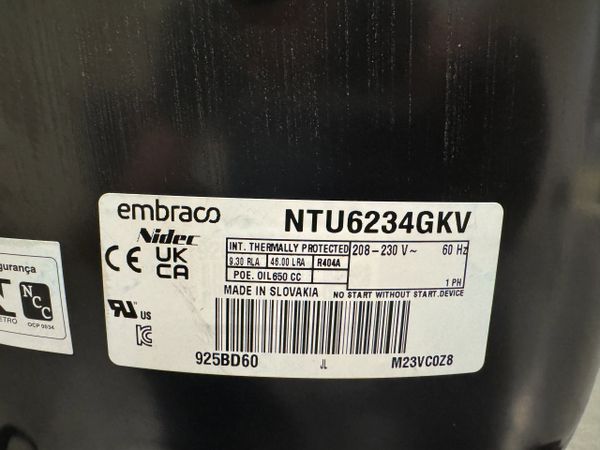 embraco
NTU6234GKV
Nidec
INT. THERMALLY PROTECTED
208-230 V~ 60 Hz
9.30 RLA 46.00 LRA R404A
POE. OIL 650 CC
1 PH
CE UK CA
MADE IN SLOVAKIA
NO START WITHOUT START.DEVICE
c UL US
925BD60
JL
M23VC0Z8
gurança
NCC
ETRO
OCP 0034